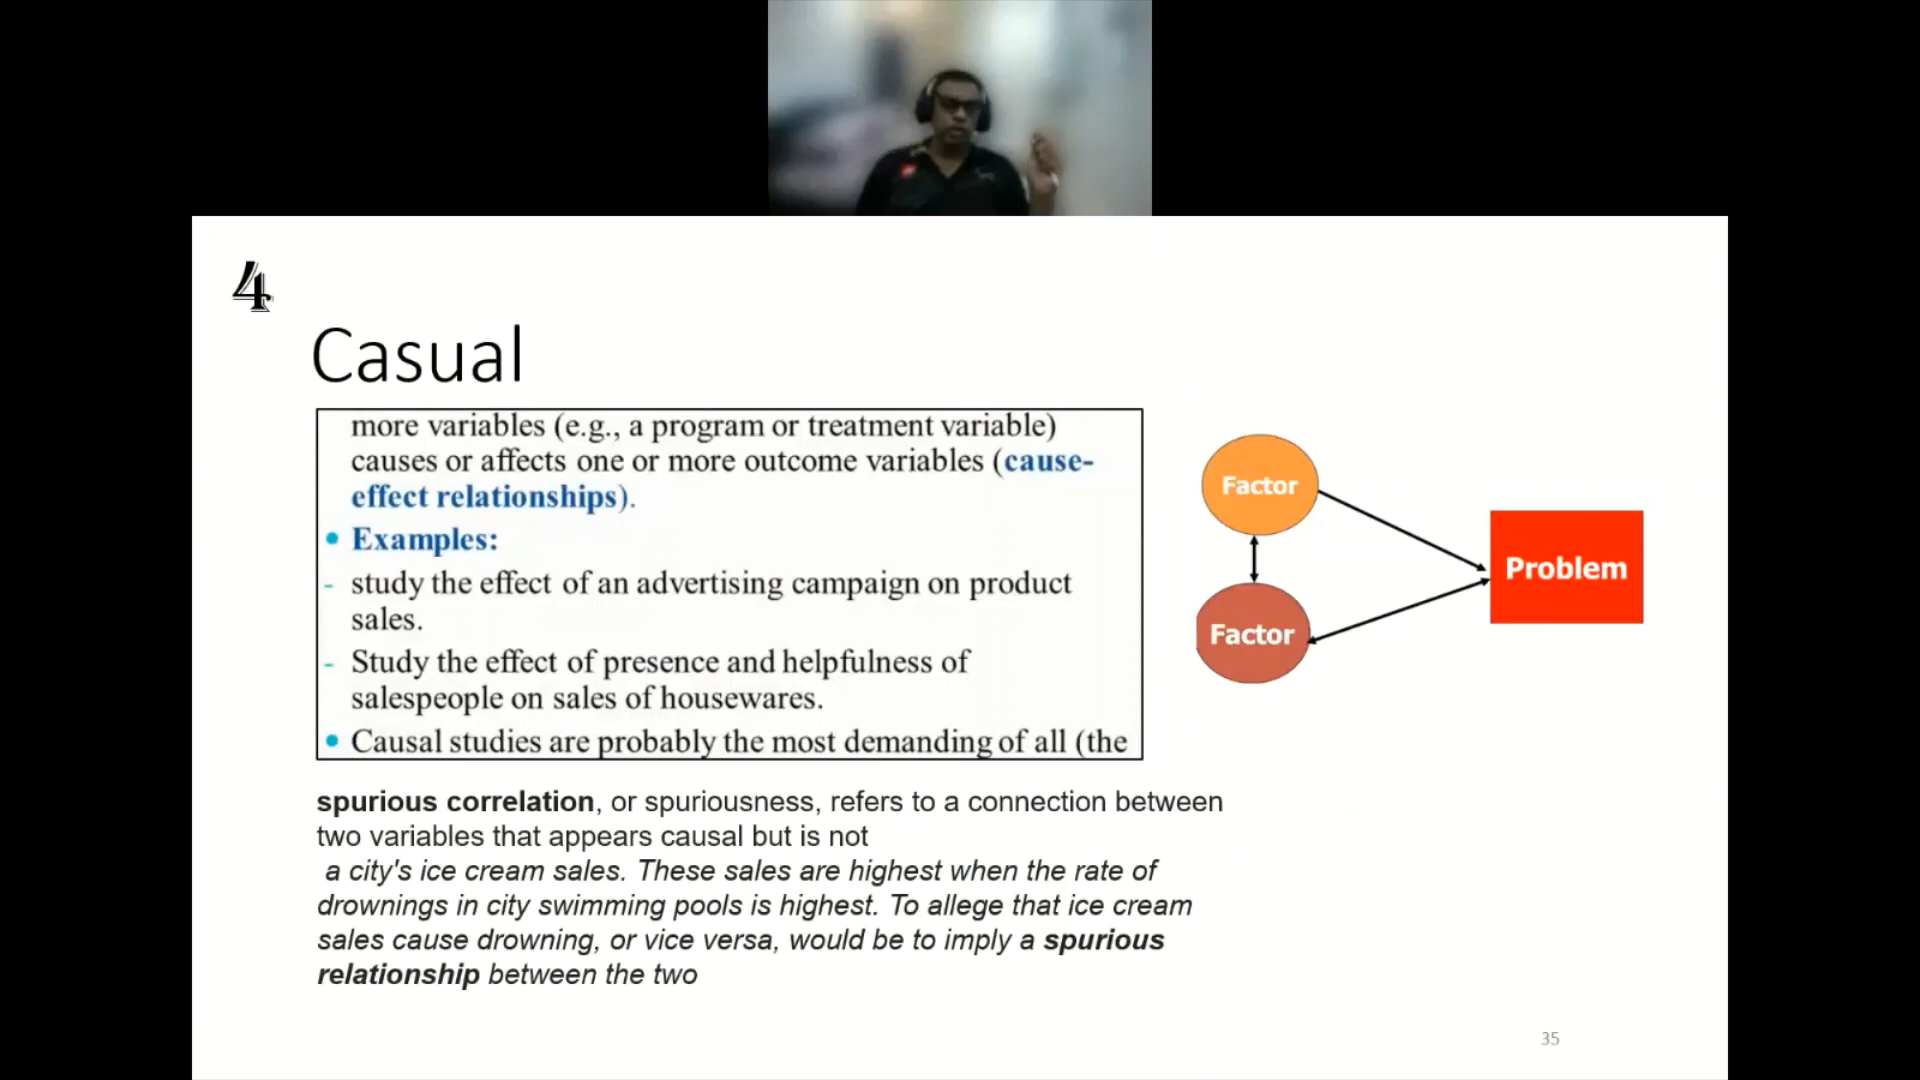 4
Casual
more variables (e.g., a program or treatment variable)
causes or affects one or more outcome variables (cause-
effect relationships).
• Examples:
- study the effect of an advertising campaign on product
sales.
- Study the effect of presence and helpfulness of
salespeople on sales of housewares.
• Causal studies are probably the most demanding of all (the
Factor
Factor
Problem
spurious correlation, or spuriousness, refers to a connection between
two variables that appears causal but is not
a city's ice cream sales. These sales are highest when the rate of
drownings in city swimming pools is highest. To allege that ice cream
sales cause drowning, or vice versa, would be to imply a spurious
relationship between the two
35